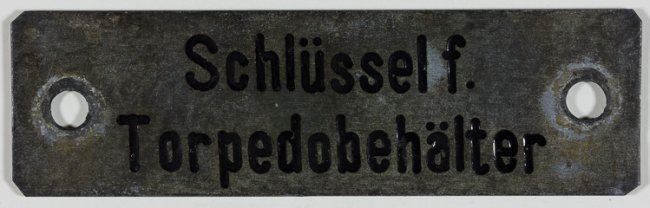 Schlüssel f.
Torpedobehälter